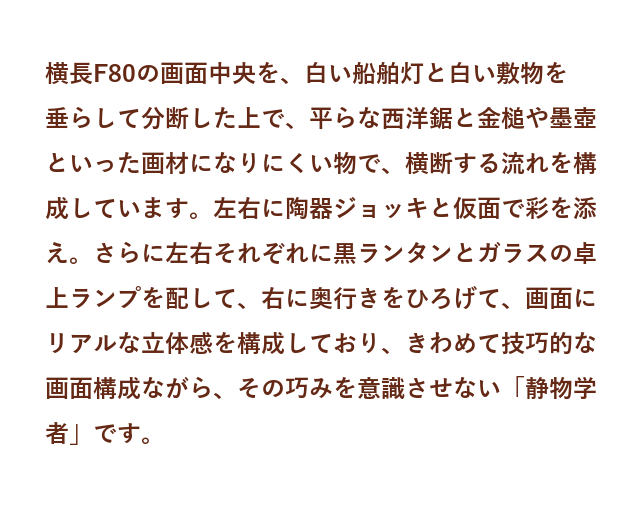 横長F80の画面中央を、白い船舶灯と白い敷物を
垂らして分断した上で、平らな西洋鋸と金槌や墨壺
といった画材になりにくい物で、横断する流れを構
成しています。左右に陶器ジョッキと仮面で彩を添
え。さらに左右それぞれに黒ランタンとガラスの卓
上ランプを配して、右に奥行きをひろげて、画面に
リアルな立体感を構成しており、きわめて技巧的な
画面構成ながら、その巧みを意識させない「静物学
者」です。